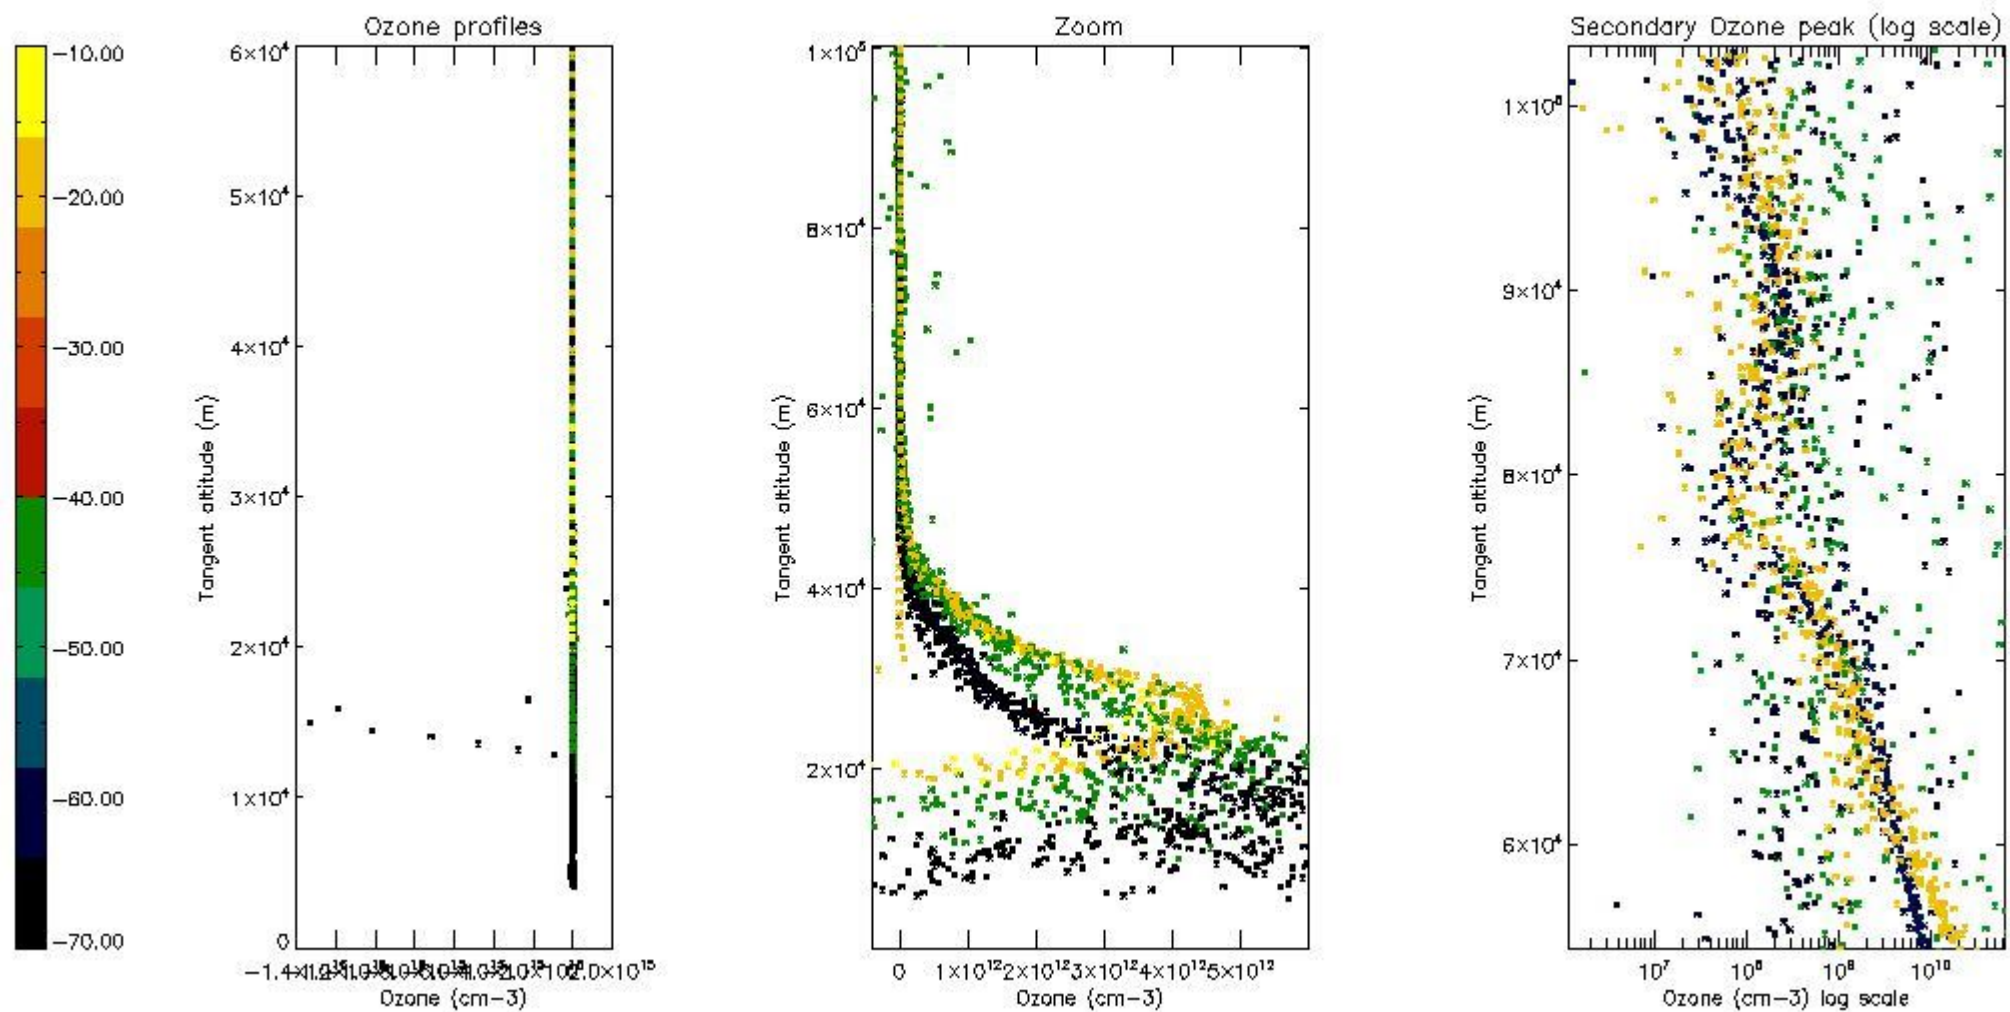 Ozone profiles
Zoom
Secondary Ozone peak (log scale)
-10.00
-20.00
-30.00
-40.00
-50.00
-60.00
-70.00
6×10⁴
5×10⁴
4×10⁴
3×10⁴
2×10⁴
1×10⁴
0
Tangent altitude (m)
2.0×10¹⁵
Ozone (cm-3)
1×10⁵
8×10⁴
6×10⁴
4×10⁴
2×10⁴
Tangent altitude (m)
0 1×10¹² 2×10¹² 3×10¹² 4×10¹² 5×10¹²
Ozone (cm-3)
9×10⁴
8×10⁴
7×10⁴
6×10⁴
Tangent altitude (m)
10⁷ 10¹⁰
Ozone (cm-3) log scale